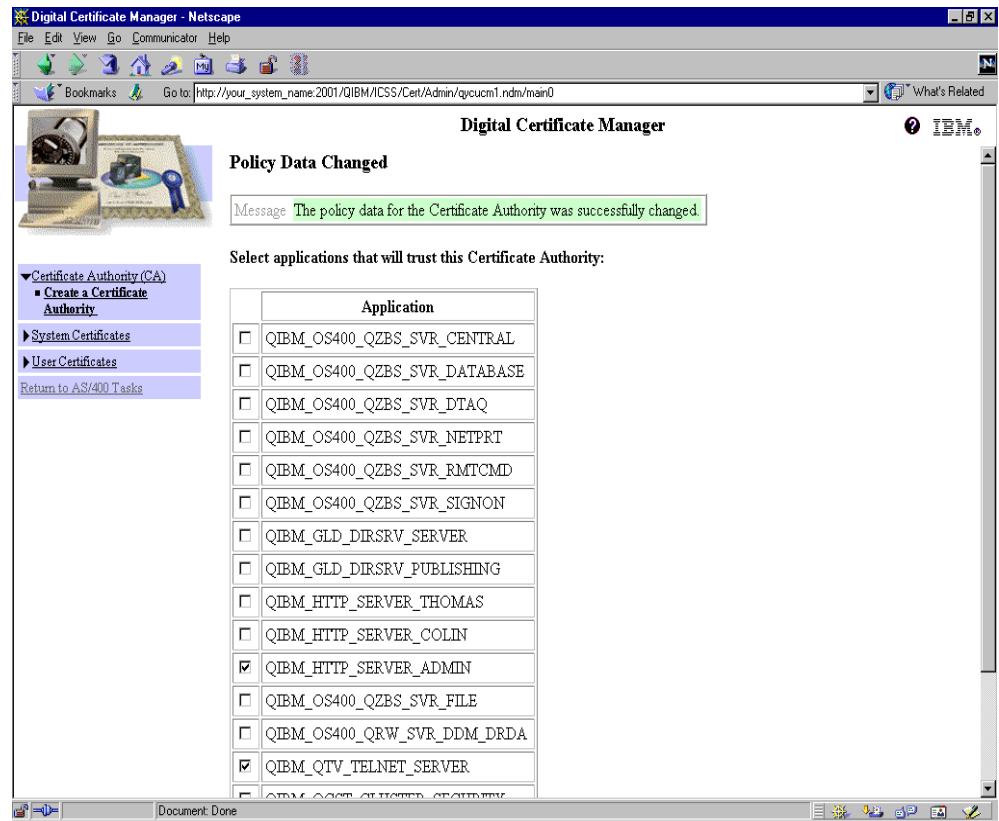 Digital Certificate Manager - Netscape
File Edit View Go Communicator Help
Bookmarks Go to: http://your_system_name:2001/QIBM/ICSS/Cert/Admin/qycucm1.ndm/main0 What's Related
Digital Certificate Manager
IBM®
Policy Data Changed
Message The policy data for the Certificate Authority was successfully changed.
Select applications that will trust this Certificate Authority:
Certificate Authority (CA)
Create a Certificate
Authority
System Certificates
User Certificates
Return to AS/400 Tasks
Application
QIBM_OS400_QZBS_SVR_CENTRAL
QIBM_OS400_QZBS_SVR_DATABASE
QIBM_OS400_QZBS_SVR_DTAQ
QIBM_OS400_QZBS_SVR_NETPRT
QIBM_OS400_QZBS_SVR_RMTCMD
QIBM_OS400_QZBS_SVR_SIGNON
QIBM_GLD_DIRSRV_SERVER
QIBM_GLD_DIRSRV_PUBLISHING
QIBM_HTTP_SERVER_THOMAS
QIBM_HTTP_SERVER_COLIN
QIBM_HTTP_SERVER_ADMIN
QIBM_OS400_QZBS_SVR_FILE
QIBM_OS400_QRW_SVR_DDM_DRDA
QIBM_QTV_TELNET_SERVER
QIBM_QCST_CLUSTER_SECURITY
Document: Done